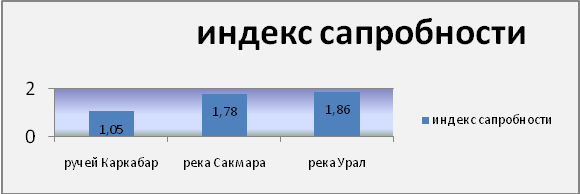 индекс сапробности
2
0
1,05
1,78
1,86
ручей Каркабар
река Сакмара
река Урал
индекс сапробности